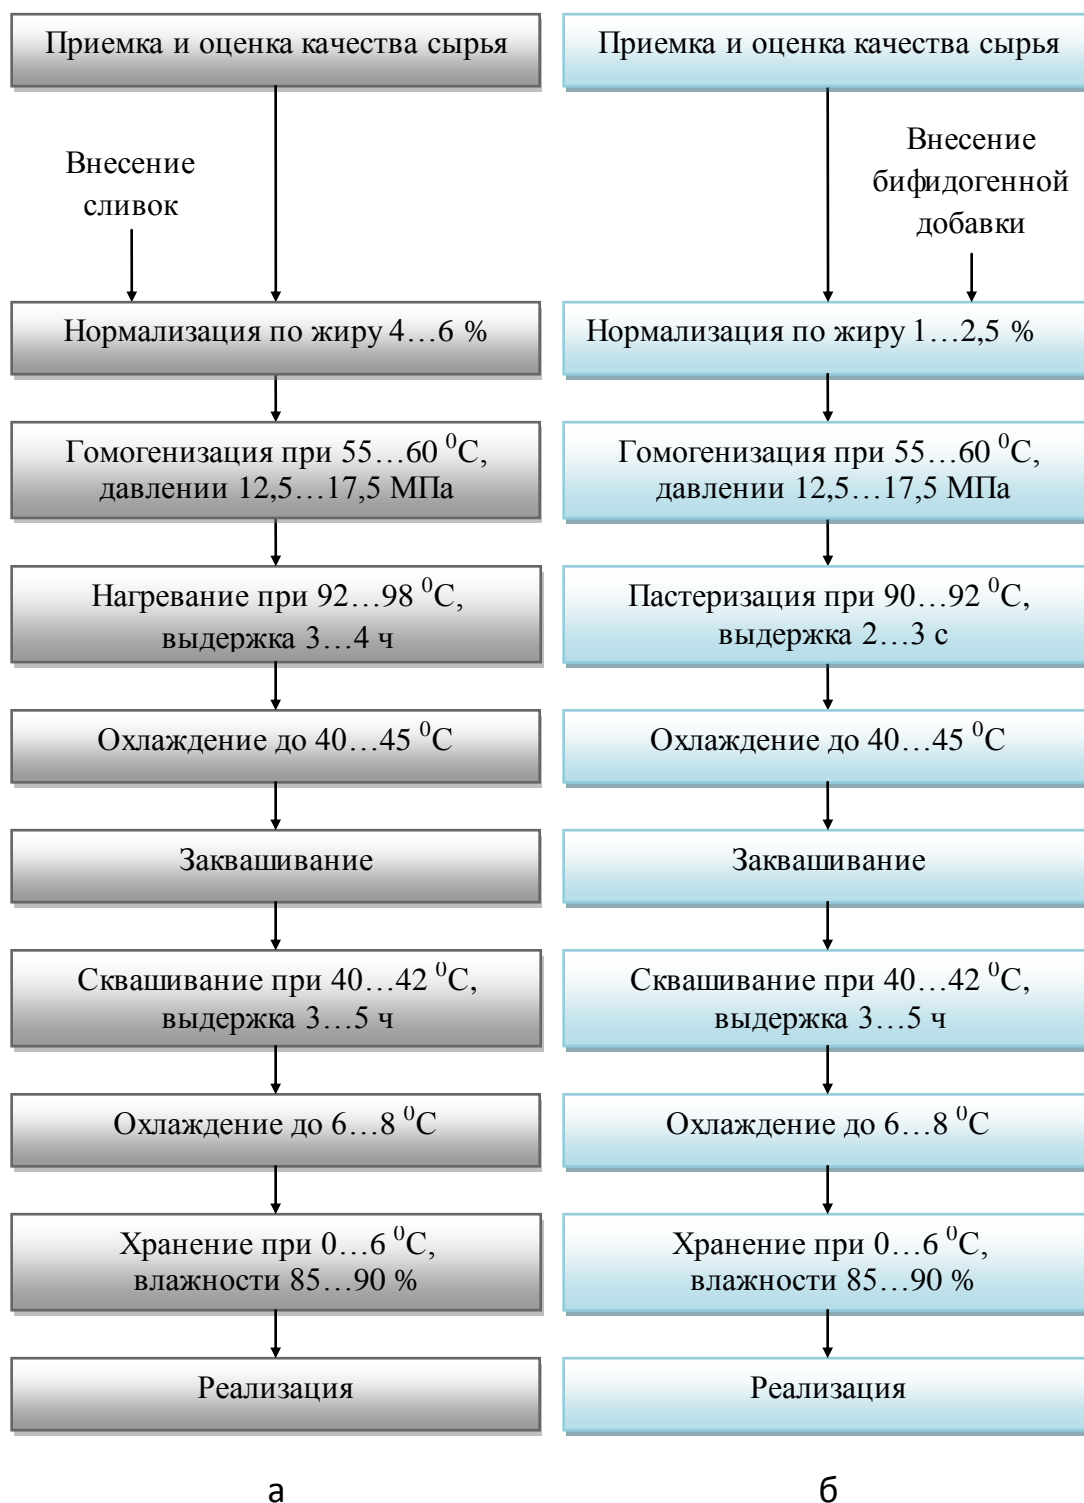 Приемка и оценка качества сырья
Внесение
сливок
Нормализация по жиру 4…6 %
Гомогенизация при 55…60 ⁰С,
давлении 12,5…17,5 МПа
Нагревание при 92…98 ⁰С,
выдержка 3…4 ч
Охлаждение до 40…45 ⁰С
Заквашивание
Сквашивание при 40…42 ⁰С,
выдержка 3…5 ч
Охлаждение до 6…8 ⁰С
Хранение при 0…6 ⁰С,
влажности 85…90 %
Реализация
а
Приемка и оценка качества сырья
Внесение
бифидогенной
добавки
Нормализация по жиру 1…2,5 %
Гомогенизация при 55…60 ⁰С,
давлении 12,5…17,5 МПа
Пастеризация при 90…92 ⁰С,
выдержка 2…3 с
Охлаждение до 40…45 ⁰С
Заквашивание
Сквашивание при 40…42 ⁰С,
выдержка 3…5 ч
Охлаждение до 6…8 ⁰С
Хранение при 0…6 ⁰С,
влажности 85…90 %
Реализация
б